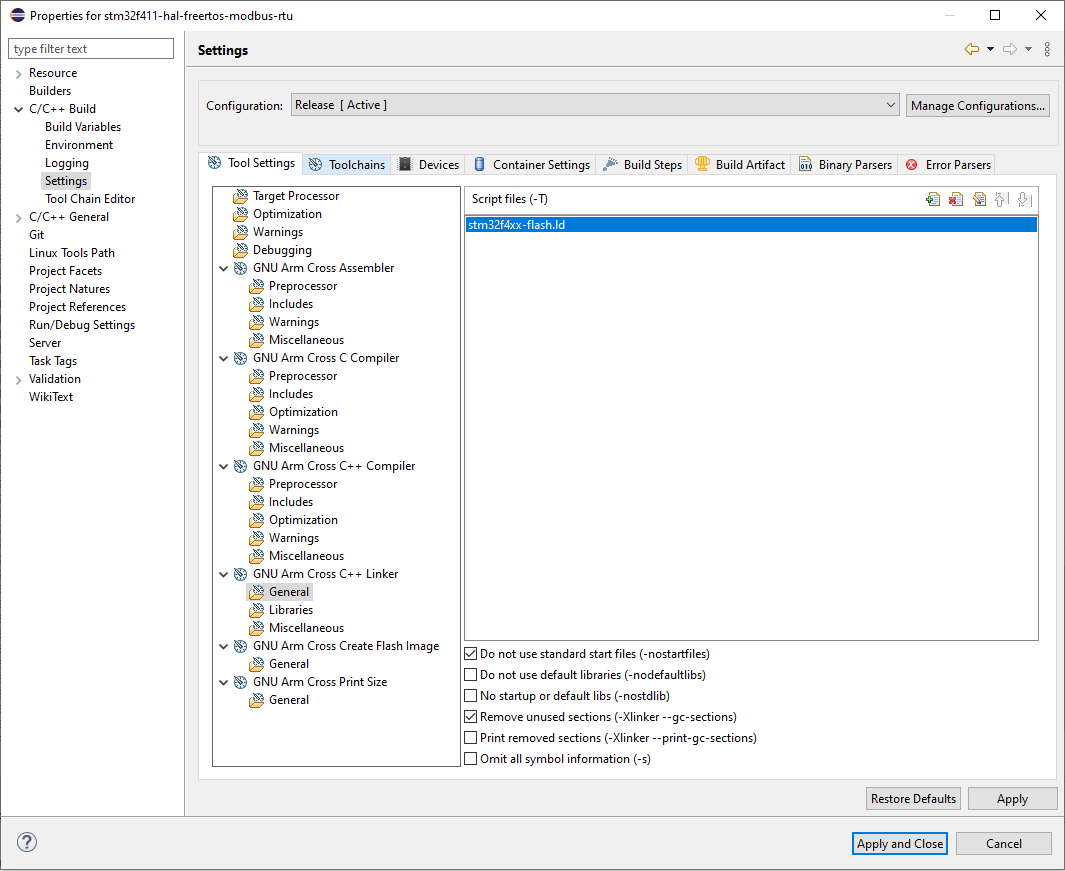 Properties for stm32f411-hal-freertos-modbus-rtu
type filter text
Resource
Builders
C/C++ Build
Build Variables
Environment
Logging
Settings
Tool Chain Editor
C/C++ General
Git
Linux Tools Path
Project Facets
Project Natures
Project References
Run/Debug Settings
Server
Task Tags
Validation
WikiText
Settings
Configuration: Release [ Active ] Manage Configurations...
Tool Settings Toolchains Devices Container Settings Build Steps Build Artifact Binary Parsers Error Parsers
Target Processor
Optimization
Warnings
Debugging
GNU Arm Cross Assembler
Preprocessor
Includes
Warnings
Miscellaneous
GNU Arm Cross C Compiler
Preprocessor
Includes
Optimization
Warnings
Miscellaneous
GNU Arm Cross C++ Compiler
Preprocessor
Includes
Optimization
Warnings
Miscellaneous
GNU Arm Cross C++ Linker
General
Libraries
Miscellaneous
GNU Arm Cross Create Flash Image
General
GNU Arm Cross Print Size
General
Script files (-T)
stm32f4xx-flash.ld
Do not use standard start files (-nostartfiles)
Do not use default libraries (-nodefaultlibs)
No startup or default libs (-nostdlib)
Remove unused sections (-Xlinker --gc-sections)
Print removed sections (-Xlinker --print-gc-sections)
Omit all symbol information (-s)
Restore Defaults Apply
? Apply and Close Cancel